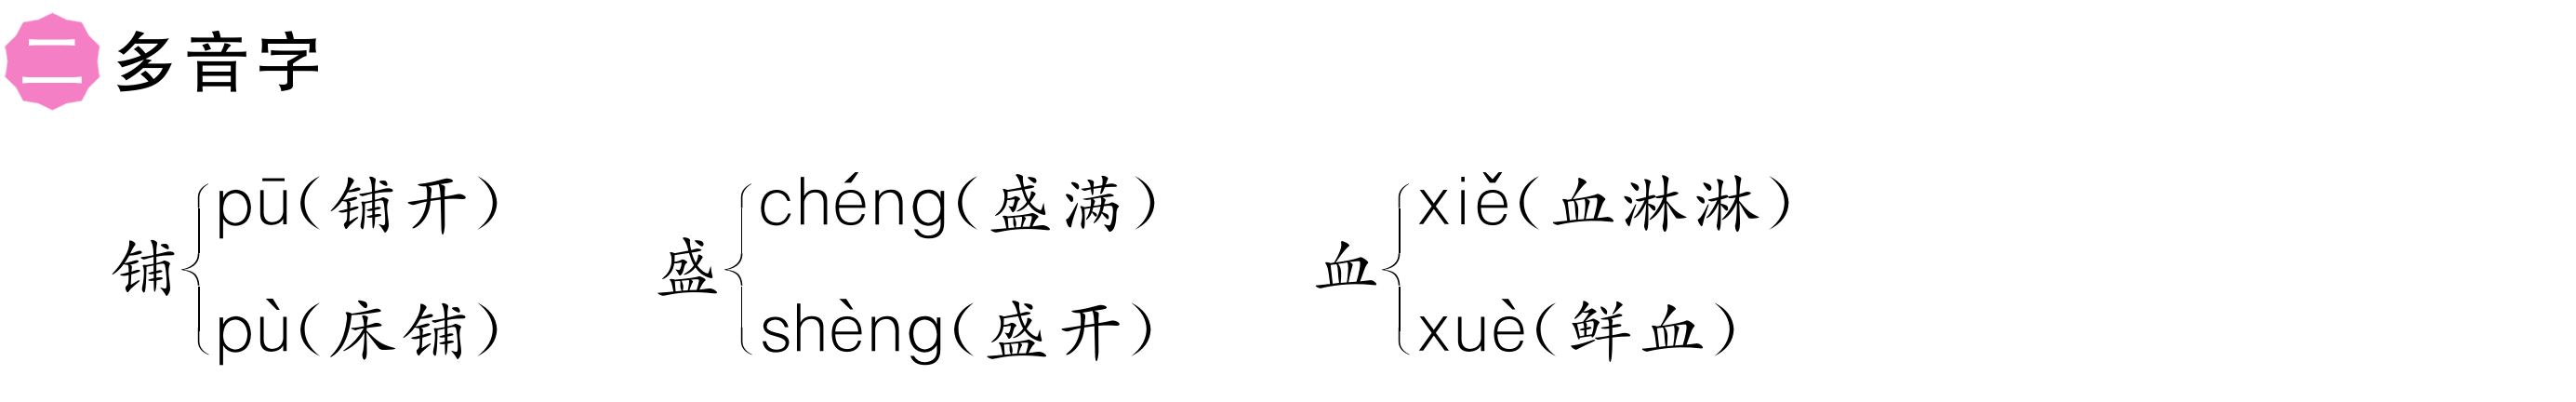 二 多音字
pū(铺开) chéng(盛满) xiě(血淋淋)
铺 盛 血
pù(床铺) shèng(盛开) xuè(鲜血)